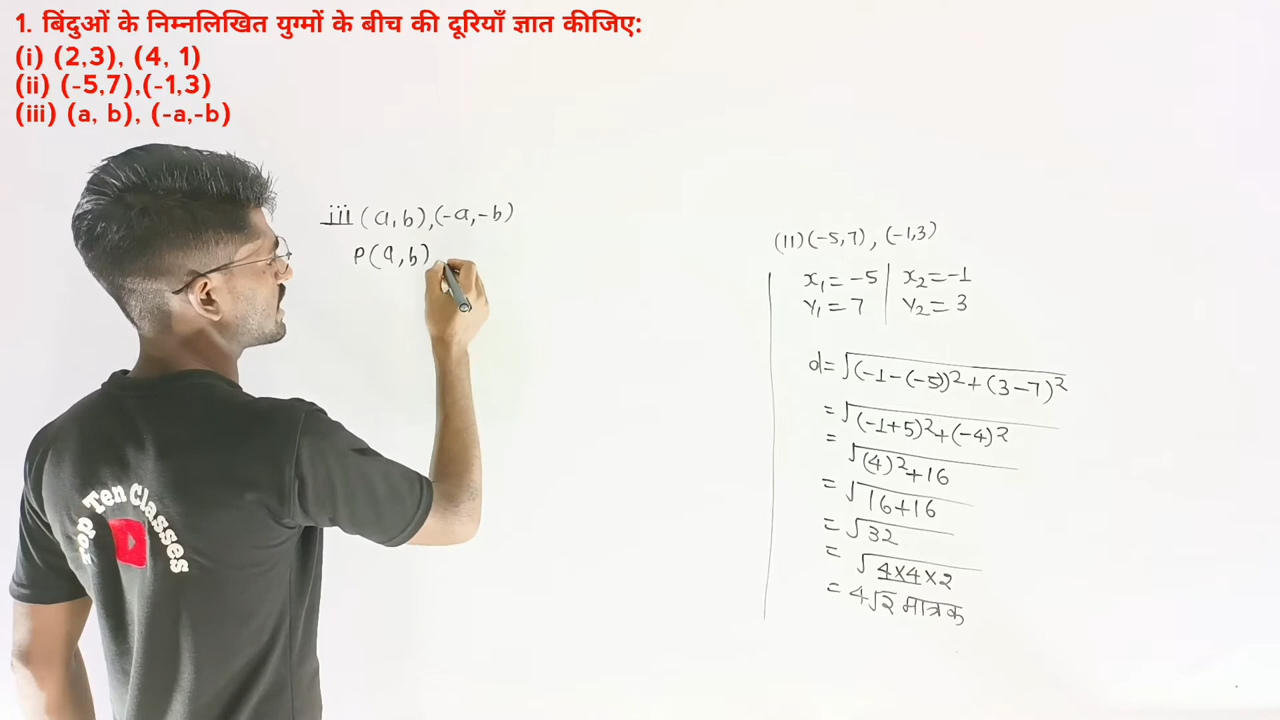 1. बिंदुओं के निम्नलिखित युग्मों के बीच की दूरियाँ ज्ञात कीजिए:
(i) (2,3), (4, 1)
(ii) (-5,7),(-1,3)
(iii) (a, b), (-a,-b)
iii (a,b),(-a,-b)
P(a,b)
(11)(-5,7), (-1,3)
x₁=-5 | x₂=-1
y₁=7 | y₂=3
d=√(-1-(-5))²+(3-7)²
=√(-1+5)²+(-4)²
=√(4)²+16
=√16+16
=√32
=√4×4×2
=4√2 मात्रक
Top Ten Classes